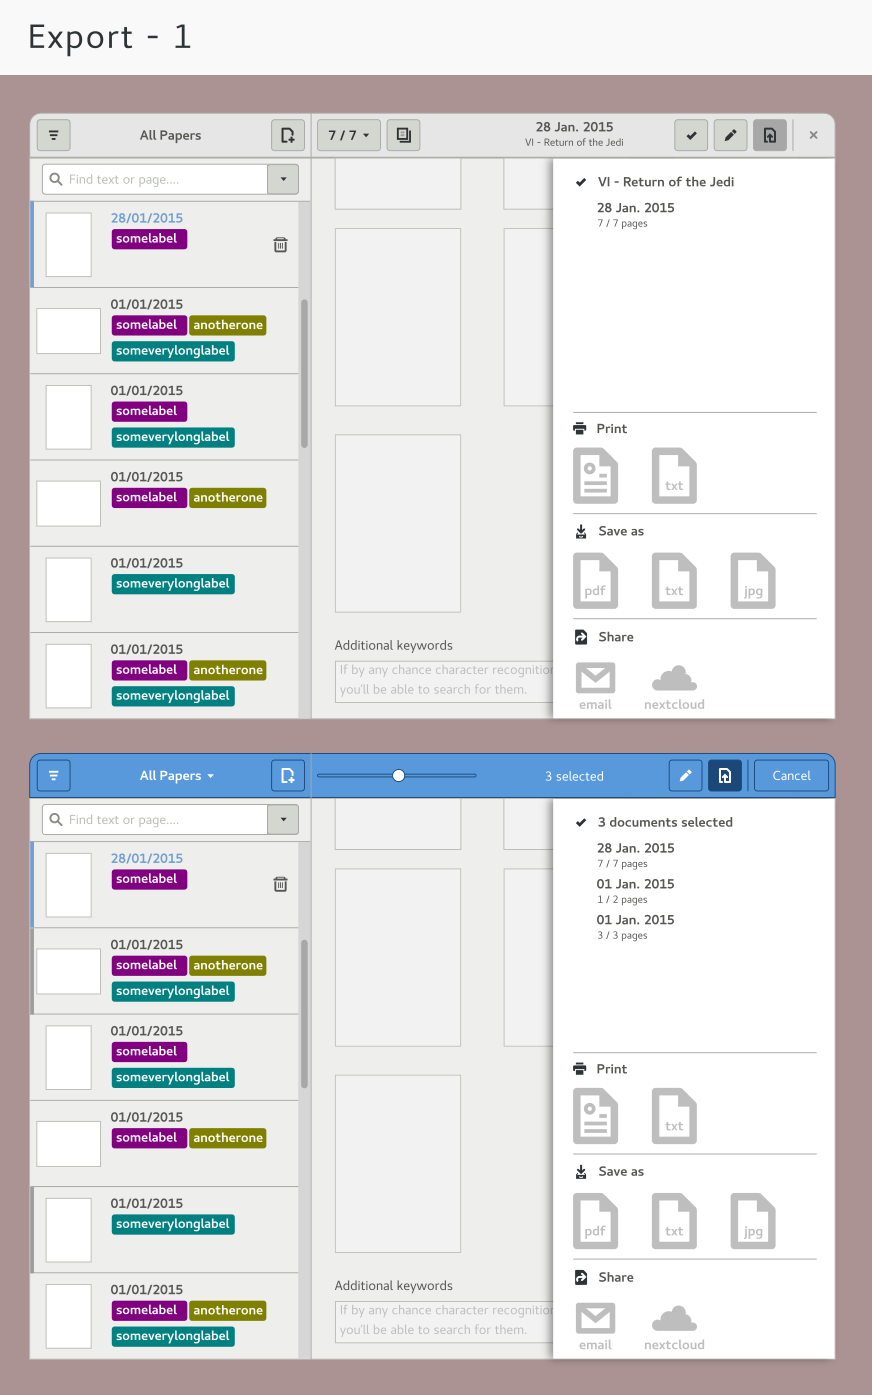 Export - 1
All Papers
7 / 7
28 Jan. 2015
VI - Return of the Jedi
Find text or page....
28/01/2015
somelabel
01/01/2015
somelabel anotherone
someverylonglabel
01/01/2015
somelabel
someverylonglabel
01/01/2015
somelabel anotherone
01/01/2015
someverylonglabel
01/01/2015
somelabel anotherone
someverylonglabel
Additional keywords
If by any chance character recognition
you'll be able to search for them.
VI - Return of the Jedi
28 Jan. 2015
7 / 7 pages
Print
txt
Save as
pdf txt jpg
Share
email nextcloud
All Papers
3 selected
Cancel
Find text or page....
28/01/2015
somelabel
01/01/2015
somelabel anotherone
someverylonglabel
01/01/2015
somelabel
someverylonglabel
01/01/2015
somelabel anotherone
01/01/2015
someverylonglabel
01/01/2015
somelabel anotherone
someverylonglabel
Additional keywords
If by any chance character recognition
you'll be able to search for them.
3 documents selected
28 Jan. 2015
7 / 7 pages
01 Jan. 2015
1 / 2 pages
01 Jan. 2015
3 / 3 pages
Print
txt
Save as
pdf txt jpg
Share
email nextcloud